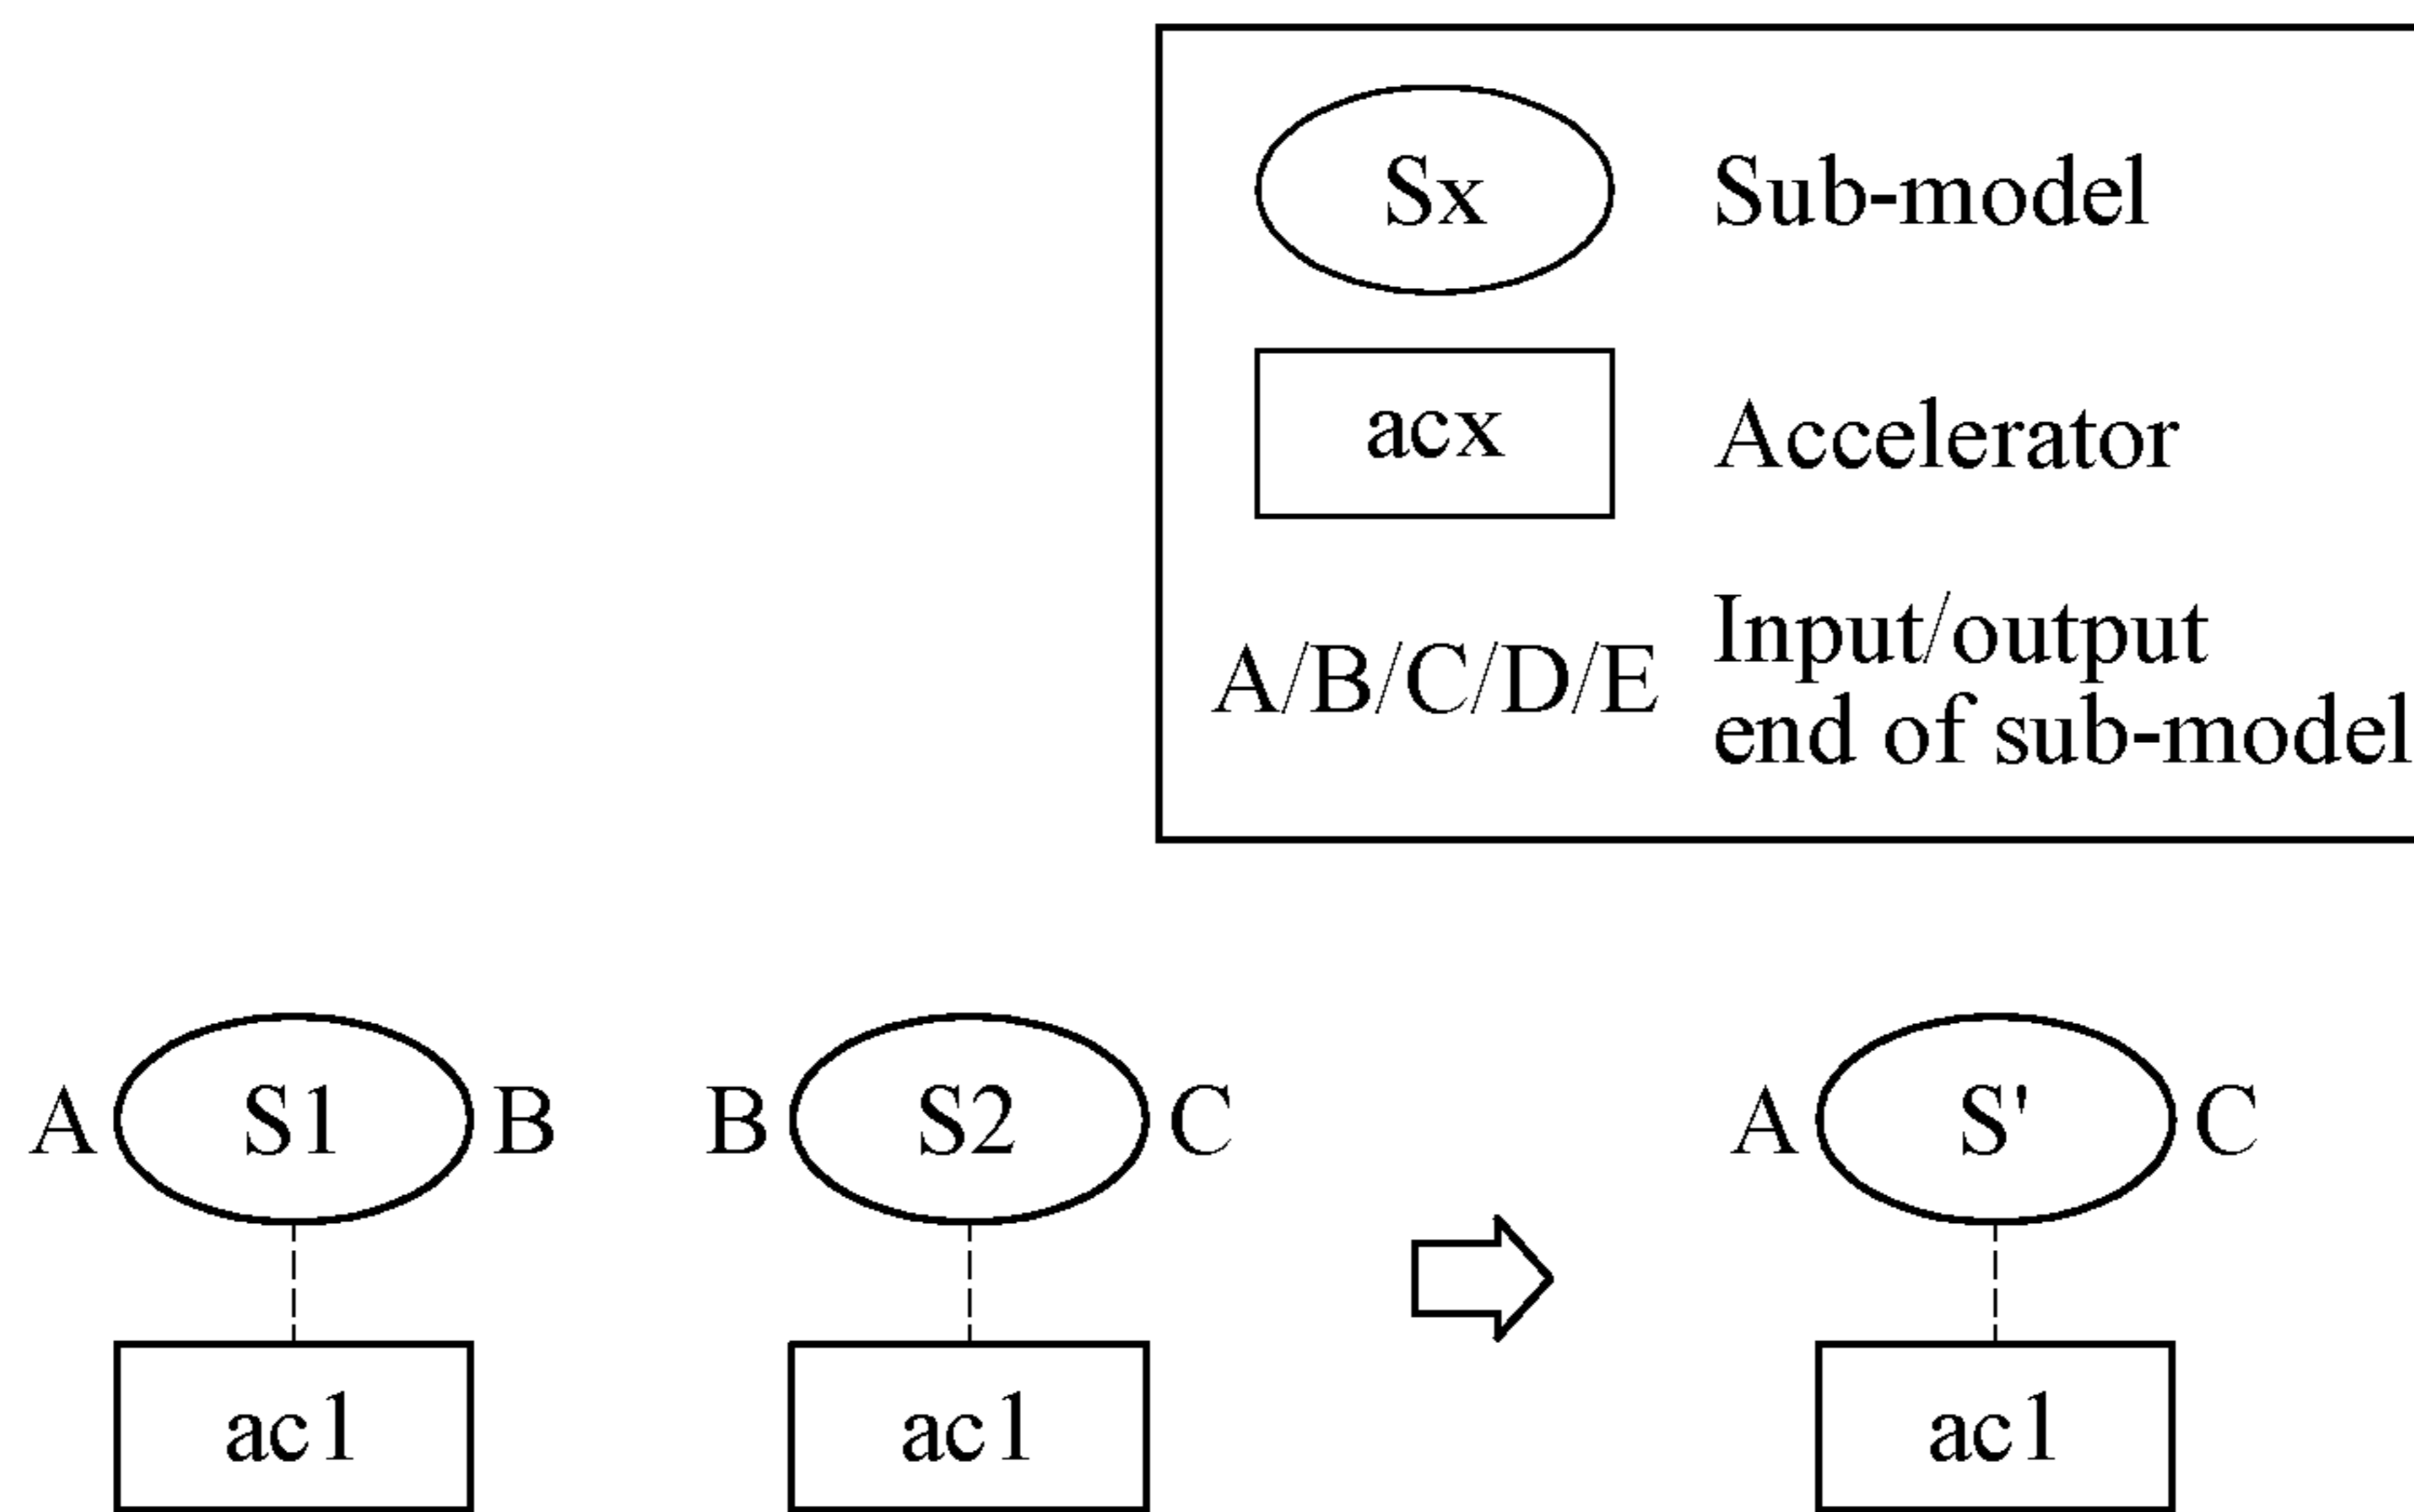 Sx Sub-model
acx Accelerator
A/B/C/D/E Input/output
end of sub-model
A S1 B B S2 C A S' C
ac1 ac1 ac1